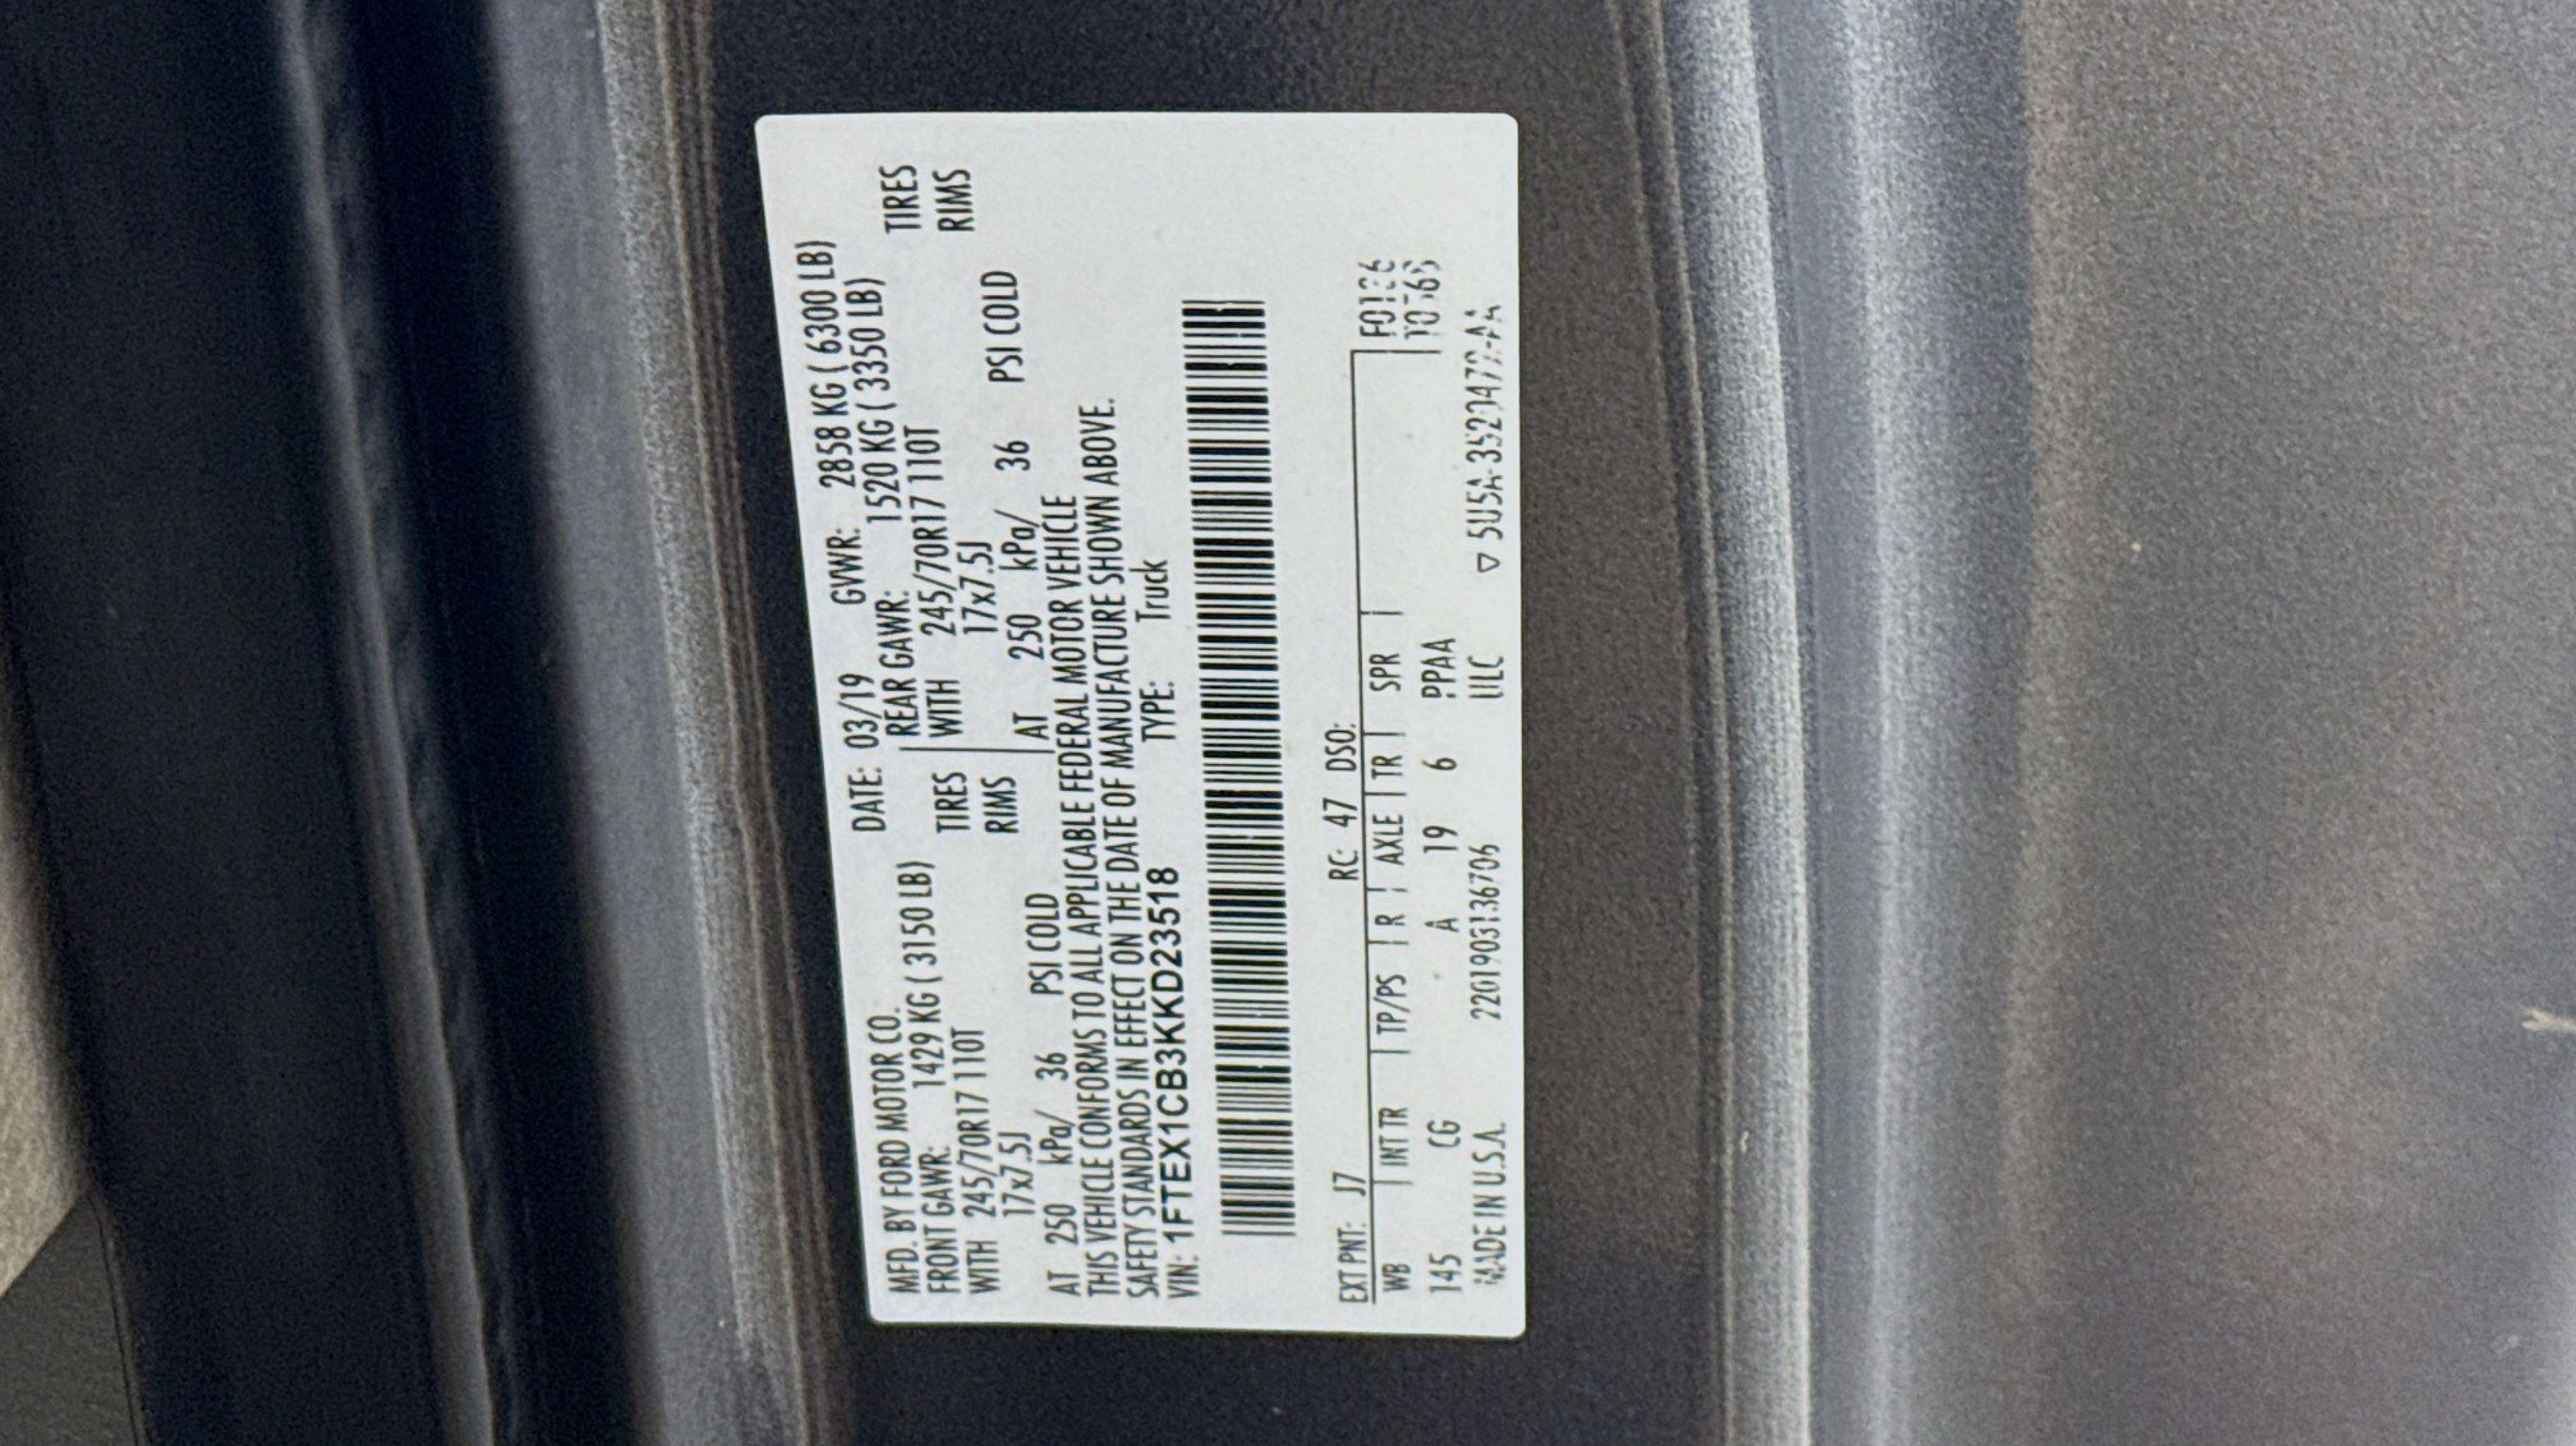 MFD. BY FORD MOTOR CO. DATE: 03/19 GVWR: 2858 KG ( 6300 LB)
FRONT GAWR: 1429 KG ( 3150 LB) REAR GAWR: 1520 KG ( 3350 LB)
WITH 245/70R17 110T TIRES WITH 245/70R17 110T TIRES
17x7.5J RIMS 17x7.5J RIMS
AT 250 kPa/ 36 PSI COLD AT 250 kPa/ 36 PSI COLD
THIS VEHICLE CONFORMS TO ALL APPLICABLE FEDERAL MOTOR VEHICLE
SAFETY STANDARDS IN EFFECT ON THE DATE OF MANUFACTURE SHOWN ABOVE.
VIN: 1FTEX1CB3KKD23518 TYPE: Truck
EXT PNT: J7 RC: 47 DSO:
WB INT TR TP/PS R AXLE TR SPR
145 CG A 19 6 PPAA
MADE IN U.S.A. 2201903136706 ULC